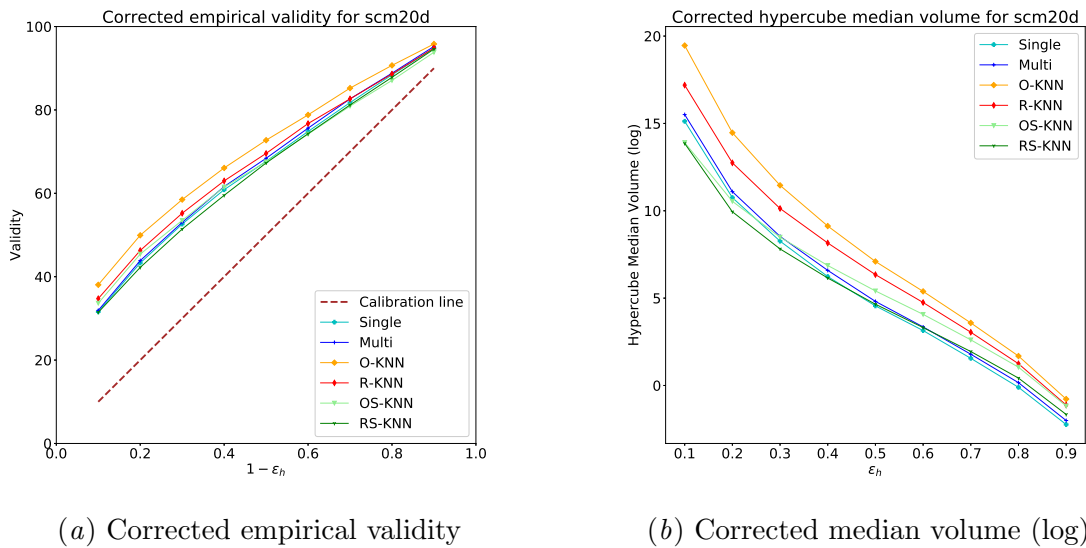 Corrected empirical validity for scm20d
100
80
60
40
20
0
Validity
0.0 0.2 0.4 0.6 0.8 1.0
1 − ε_h
Calibration line
Single
Multi
O-KNN
R-KNN
OS-KNN
RS-KNN
(a) Corrected empirical validity
Corrected hypercube median volume for scm20d
20
15
10
5
0
Hypercube Median Volume (log)
0.1 0.2 0.3 0.4 0.5 0.6 0.7 0.8 0.9
ε_h
Single
Multi
O-KNN
R-KNN
OS-KNN
RS-KNN
(b) Corrected median volume (log)